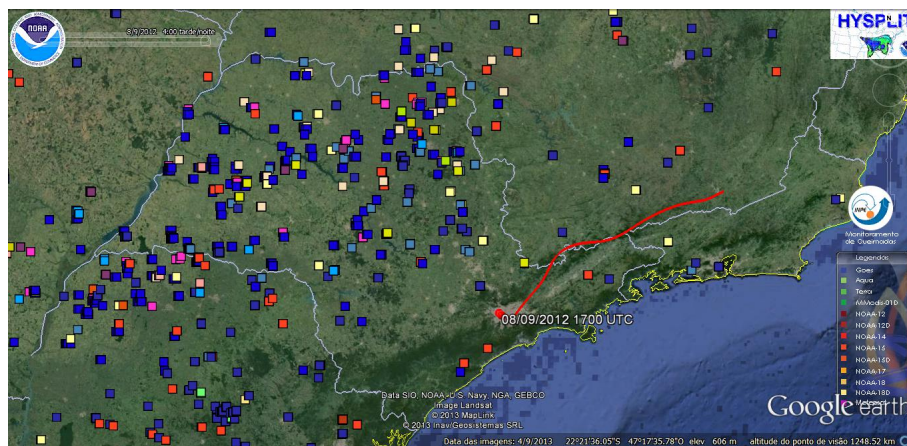 NOAA
8/9/2012 4:00 tarde/noite
HYSPLIT
N
Monitoramento
de Queimadas
Legendas
Goes
Aqua
Terra
NOAA-12
NOAA-12D
NOAA-14
NOAA-15
NOAA-15D
NOAA-17
NOAA-18
NOAA-18D
08/09/2012 1700 UTC
Data SIO, NOAA, U.S. Navy, NGA, GEBCO
Image Landsat
© 2013 MapLink
© 2013 Inav/Geosistemas SRL
Google earth
Data das imagens: 4/9/2013 22°21'36.05"S 47°17'35.78"O elev 606 m altitude do ponto de visão 1248.52 km